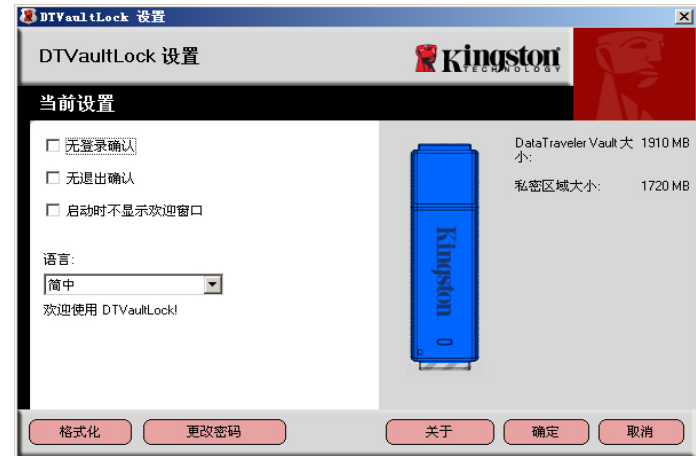 DTVaultLock 设置
DTVaultLock 设置
Kingston
TECHNOLOGY
当前设置
无登录确认
无退出确认
启动时不显示欢迎窗口
语言:
简中
欢迎使用 DTVaultLock!
DataTraveler Vault 大 1910 MB
小:
私密区域大小: 1720 MB
Kingston
格式化 更改密码 关于 确定 取消